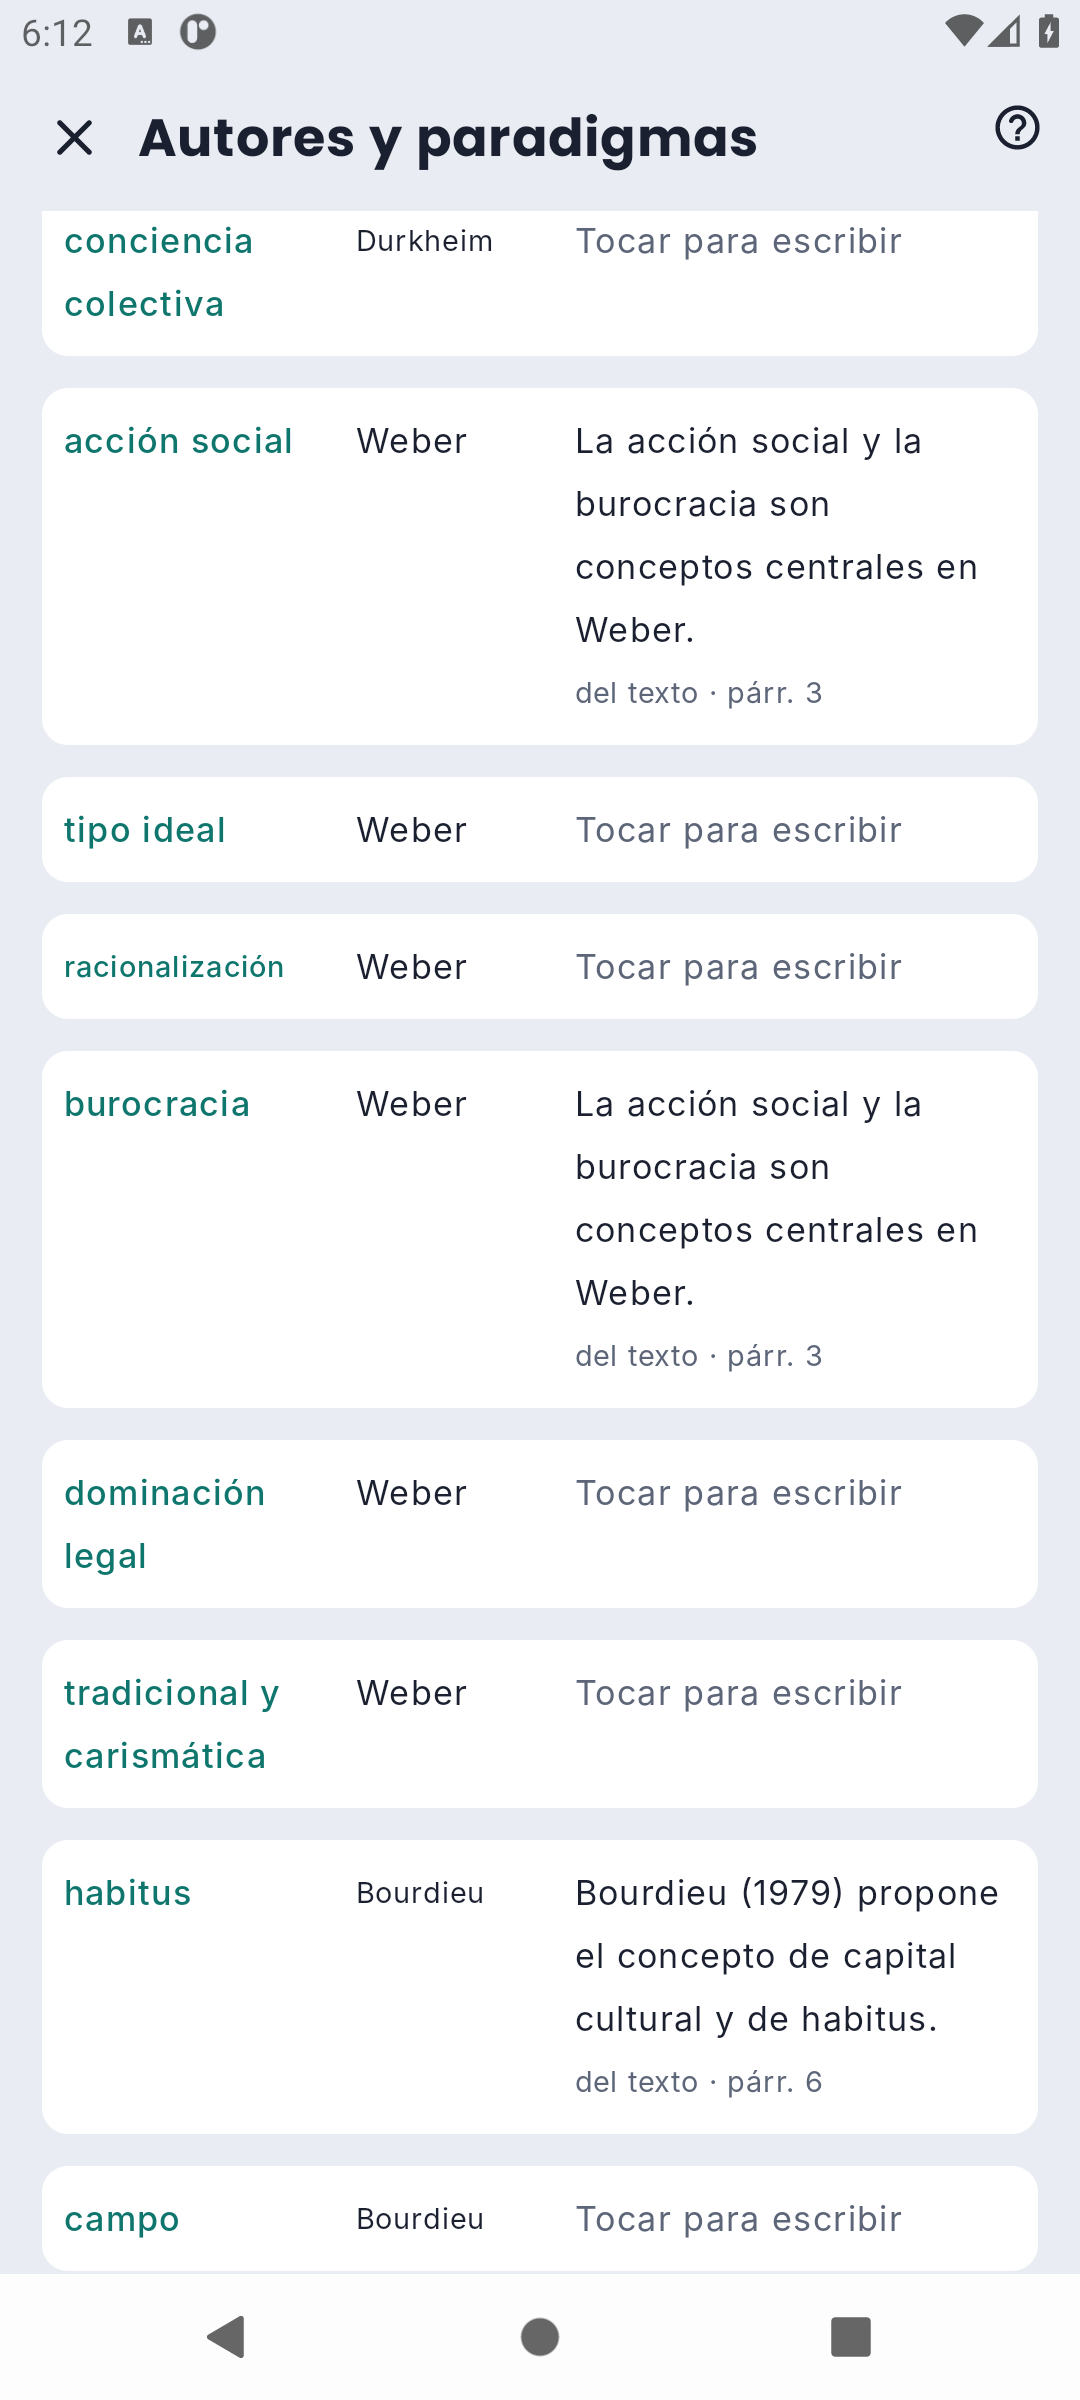 6:12
Autores y paradigmas
conciencia colectiva Durkheim Tocar para escribir
acción social Weber La acción social y la
burocracia son
conceptos centrales en
Weber.
del texto · párr. 3
tipo ideal Weber Tocar para escribir
racionalización Weber Tocar para escribir
burocracia Weber La acción social y la
burocracia son
conceptos centrales en
Weber.
del texto · párr. 3
dominación legal Weber Tocar para escribir
tradicional y carismática Weber Tocar para escribir
habitus Bourdieu Bourdieu (1979) propone
el concepto de capital
cultural y de habitus.
del texto · párr. 6
campo Bourdieu Tocar para escribir